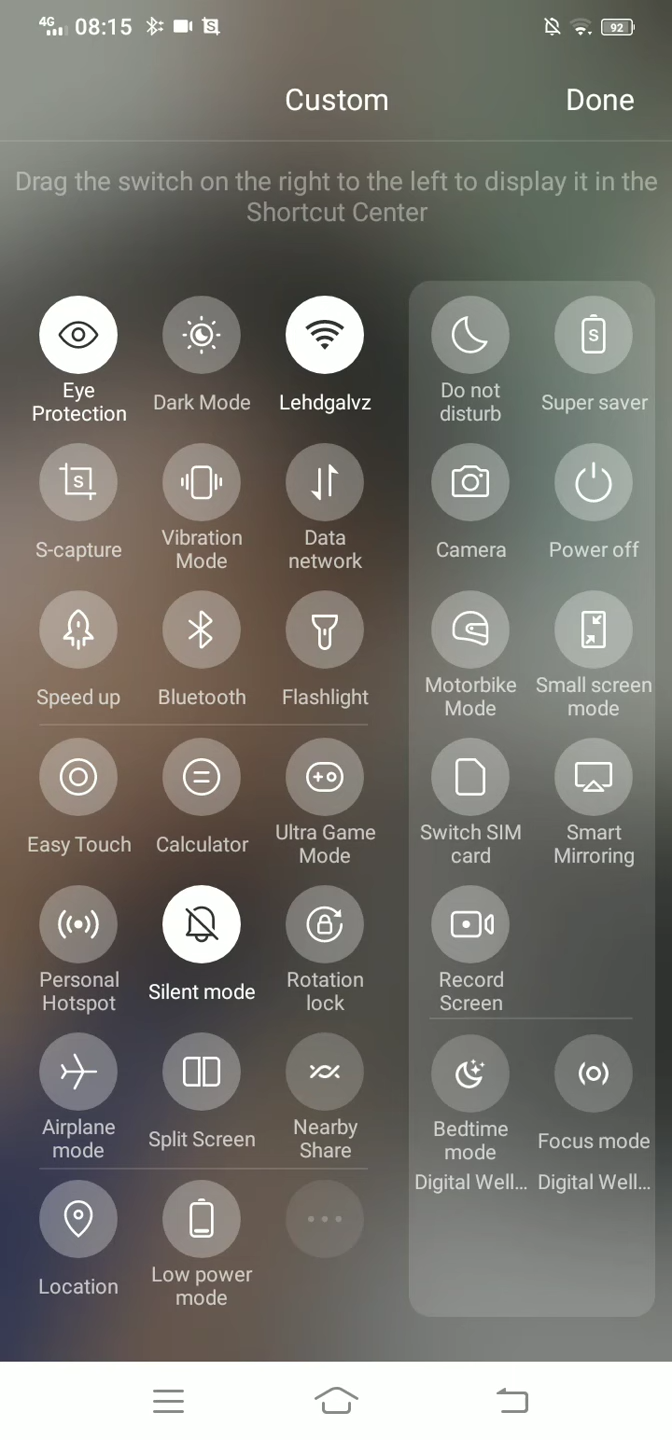 4G 08:15 92
Custom Done
Drag the switch on the right to the left to display it in the
Shortcut Center
Eye
Protection
Dark Mode
Lehdgalvz
Do not
disturb
Super saver
S-capture
Vibration
Mode
Data
network
Camera
Power off
Speed up
Bluetooth
Flashlight
Motorbike
Mode
Small screen
mode
Easy Touch
Calculator
Ultra Game
Mode
Switch SIM
card
Smart
Mirroring
Personal
Hotspot
Silent mode
Rotation
lock
Record
Screen
Airplane
mode
Split Screen
Nearby
Share
Bedtime
mode
Digital Well...
Focus mode
Digital Well...
Location
Low power
mode